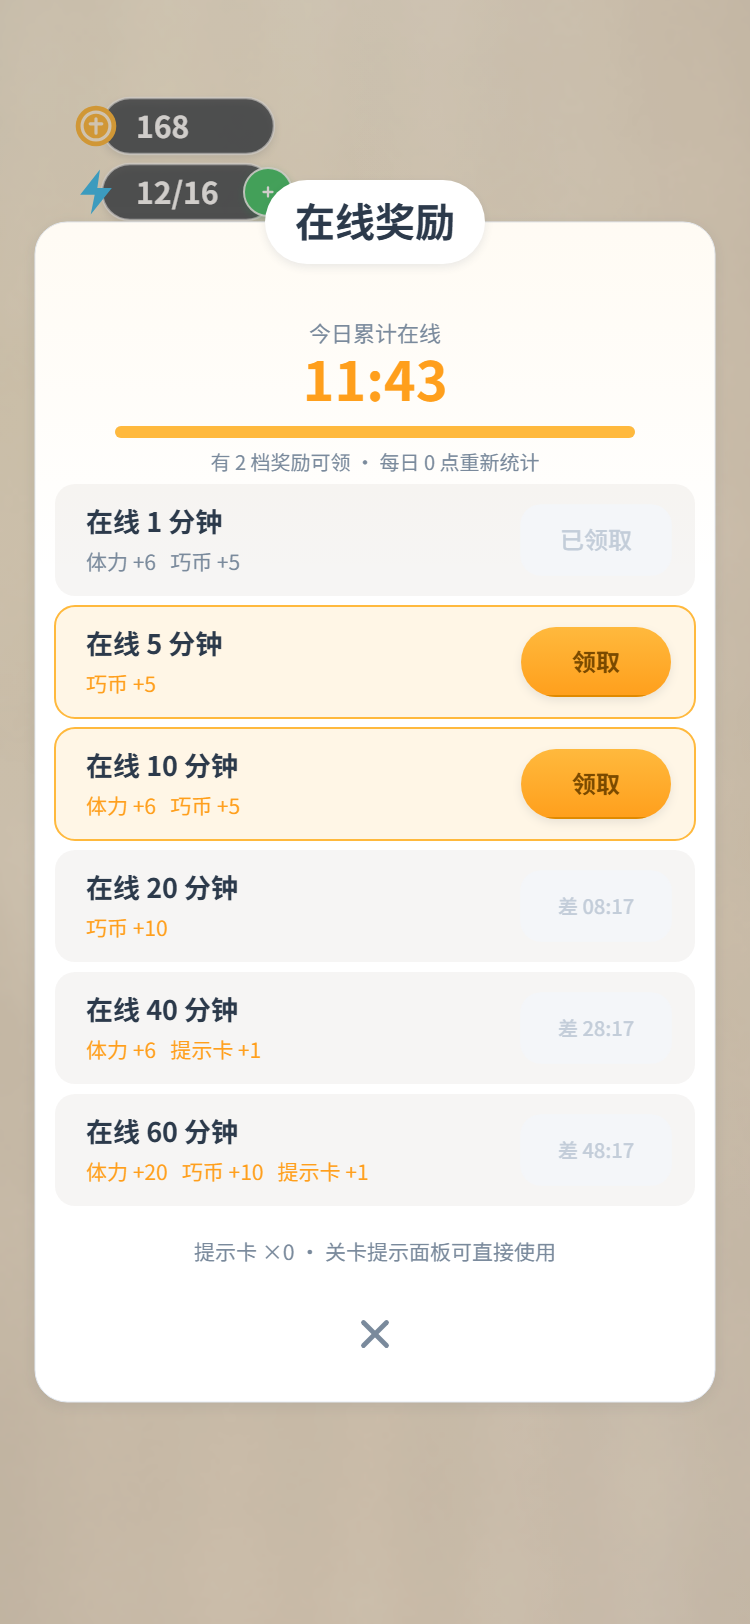 168
12/16
+
在线奖励
今日累计在线
11:43
有 2 档奖励可领 · 每日 0 点重新统计
在线 1 分钟
体力 +6 巧币 +5
已领取
在线 5 分钟
巧币 +5
领取
在线 10 分钟
体力 +6 巧币 +5
领取
在线 20 分钟
巧币 +10
差 08:17
在线 40 分钟
体力 +6 提示卡 +1
差 28:17
在线 60 分钟
体力 +20 巧币 +10 提示卡 +1
差 48:17
提示卡 ×0 · 关卡提示面板可直接使用